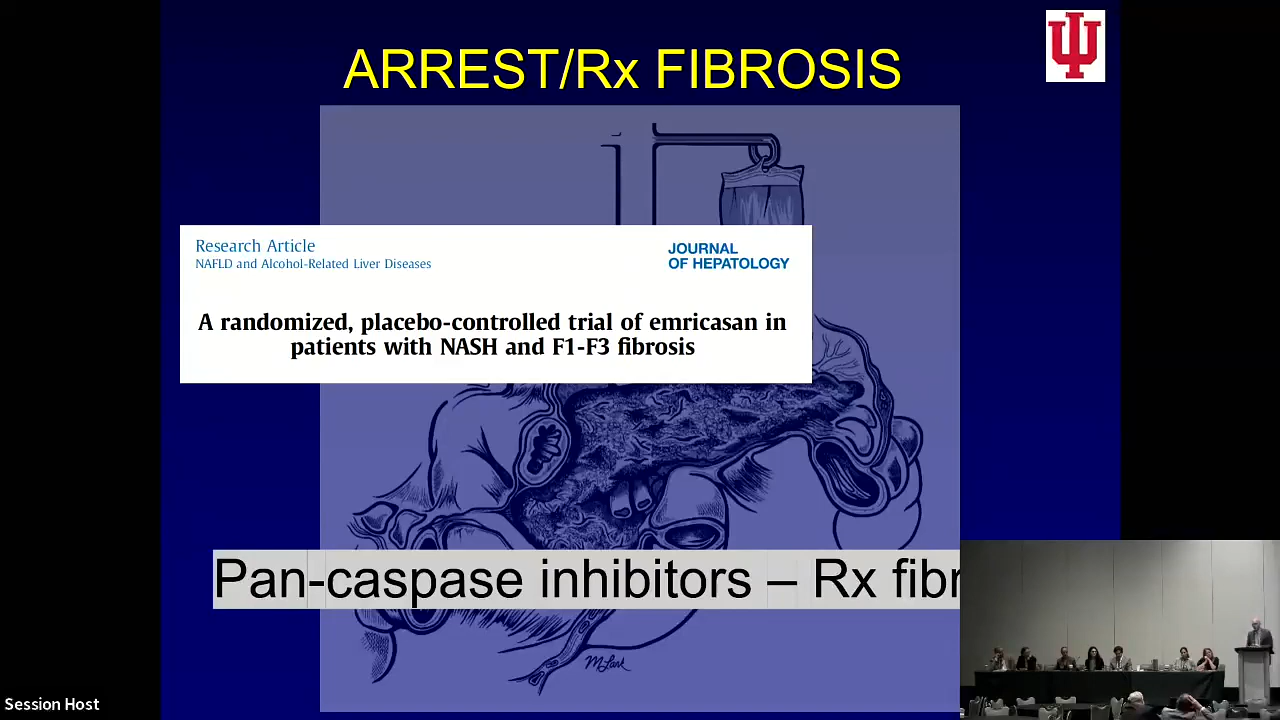 ARREST/Rx FIBROSIS
Research Article
NAFLD and Alcohol-Related Liver Diseases
JOURNAL
OF HEPATOLOGY
A randomized, placebo-controlled trial of emricasan in
patients with NASH and F1-F3 fibrosis
Pan-caspase inhibitors – Rx fibr
Session Host